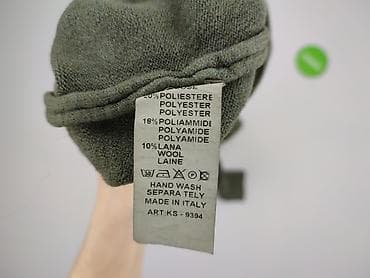 POLIESTERE
POLYESTER
POLYESTER
18%POLIAMMIDE
POLYAMIDE
POLYAMIDE
10%LANA
WOOL
LAINE
HAND WASH
SEPARA TELY
MADE IN ITALY
ART.KS - 9394